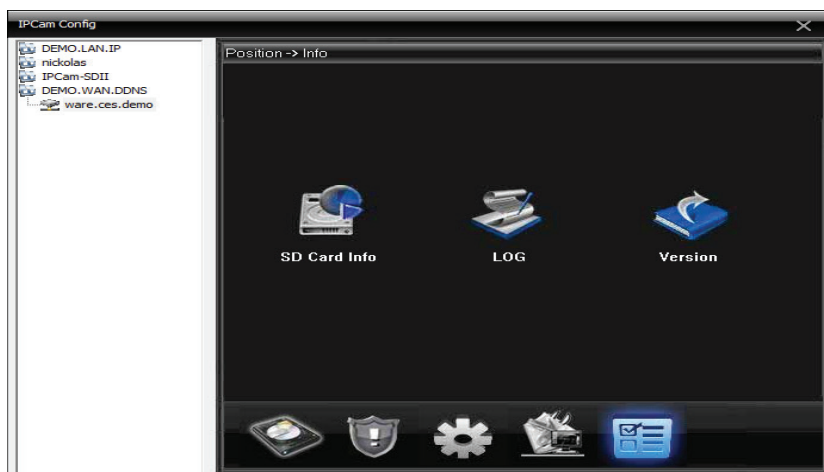 IPCam Config
DEMO.LAN.IP
nickolas
IPCam-SDII
DEMO.WAN.DDNS
ware.ces.demo
Position -> Info
SD Card Info
LOG
Version